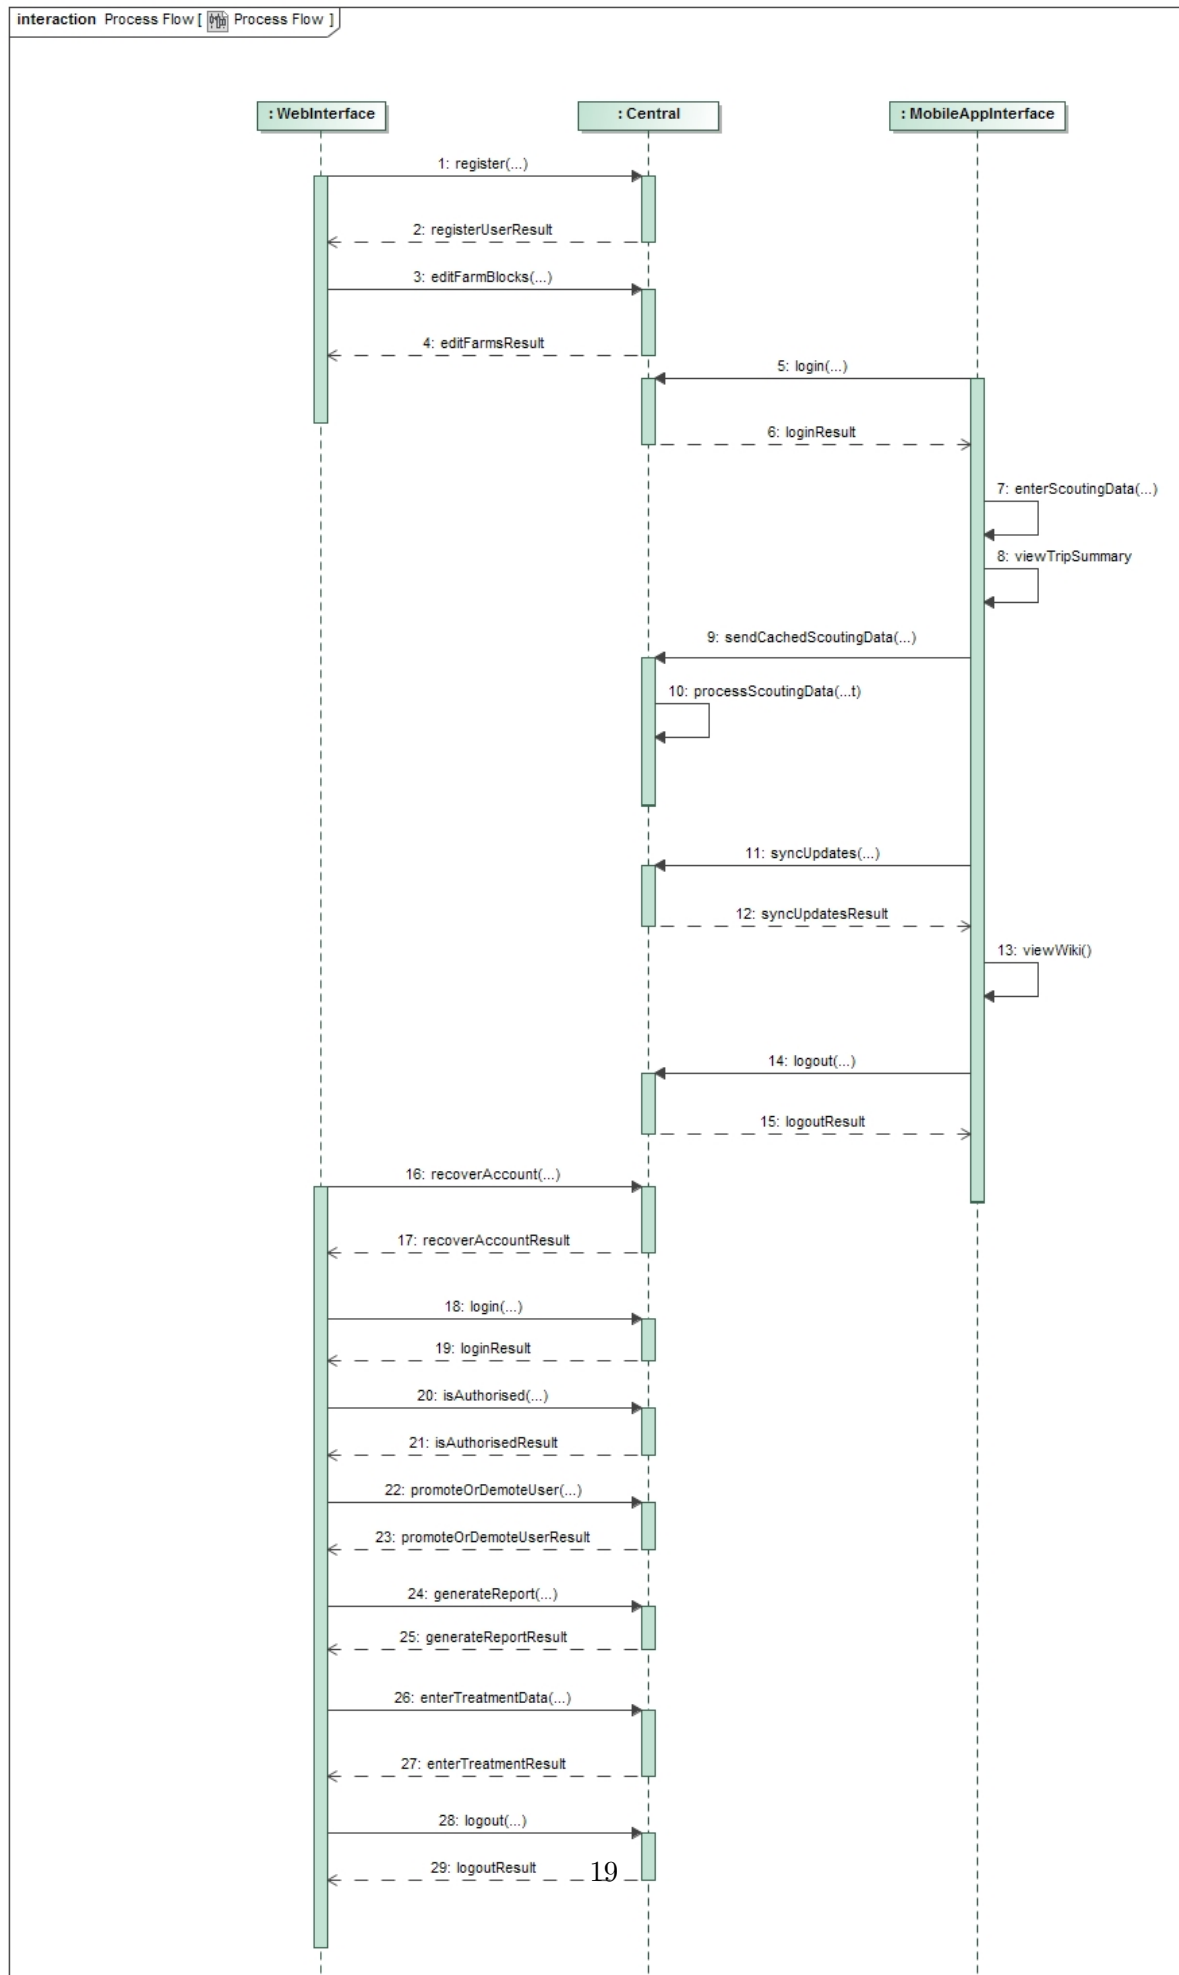 interaction Process Flow [ Process Flow ]
: WebInterface
: Central
: MobileAppInterface
1: register(...)
2: registerUserResult
3: editFarmBlocks(...)
4: editFarmsResult
5: login(...)
6: loginResult
7: enterScoutingData(...)
8: viewTripSummary
9: sendCachedScoutingData(...)
10: processScoutingData(...t)
11: syncUpdates(...)
12: syncUpdatesResult
13: viewWiki()
14: logout(...)
15: logoutResult
16: recoverAccount(...)
17: recoverAccountResult
18: login(...)
19: loginResult
20: isAuthorised(...)
21: isAuthorisedResult
22: promoteOrDemoteUser(...)
23: promoteOrDemoteUserResult
24: generateReport(...)
25: generateReportResult
26: enterTreatmentData(...)
27: enterTreatmentResult
28: logout(...)
29: logoutResult
19